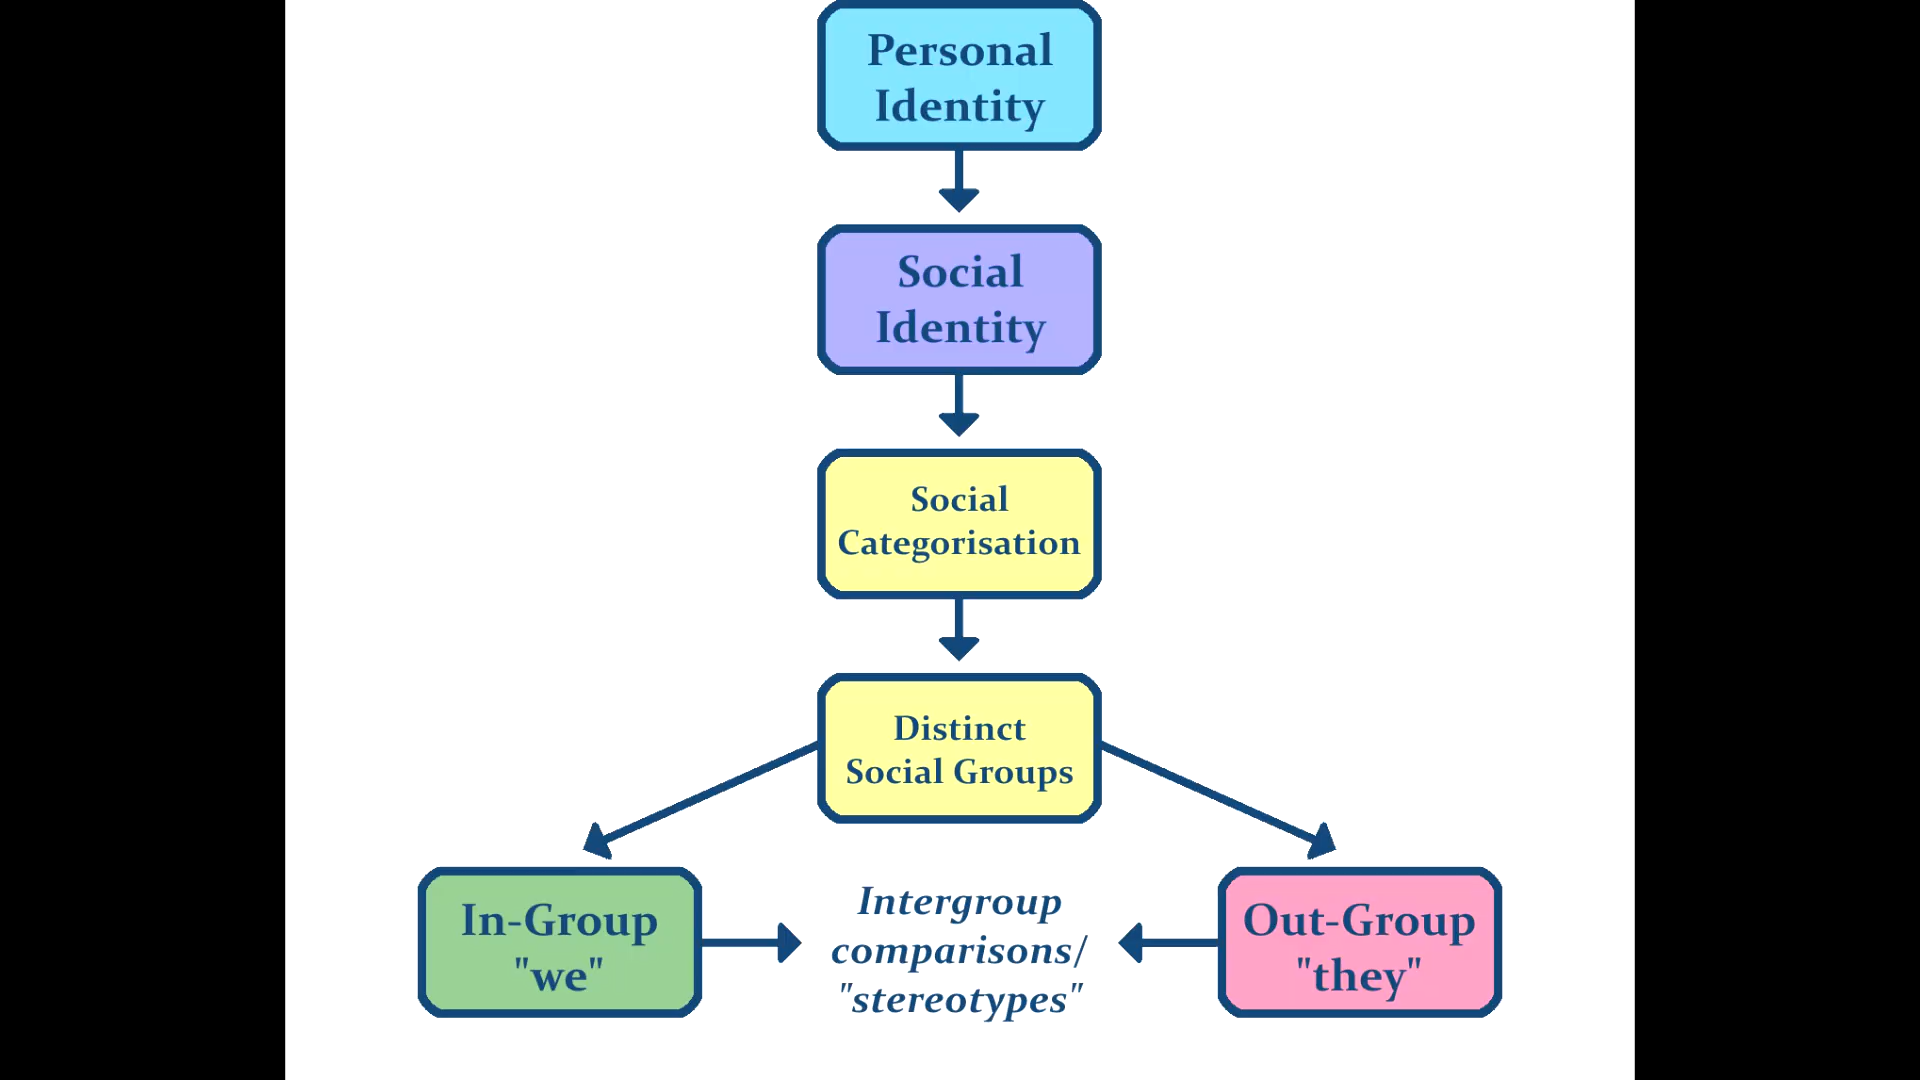 Personal
Identity
Social
Identity
Social
Categorisation
Distinct
Social Groups
In-Group
"we"
Intergroup
comparisons/
"stereotypes"
Out-Group
"they"